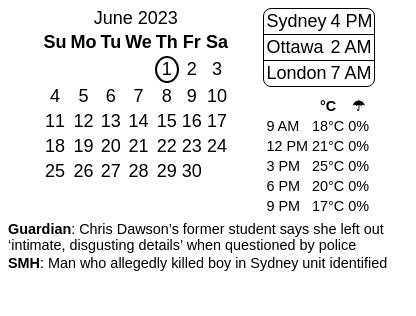 June 2023
Su Mo Tu We Th Fr Sa
1 2 3
4 5 6 7 8 9 10
11 12 13 14 15 16 17
18 19 20 21 22 23 24
25 26 27 28 29 30
Sydney 4 PM
Ottawa 2 AM
London 7 AM
°C ☂
9 AM 18°C 0%
12 PM 21°C 0%
3 PM 25°C 0%
6 PM 20°C 0%
9 PM 17°C 0%
Guardian: Chris Dawson’s former student says she left out
‘intimate, disgusting details’ when questioned by police
SMH: Man who allegedly killed boy in Sydney unit identified